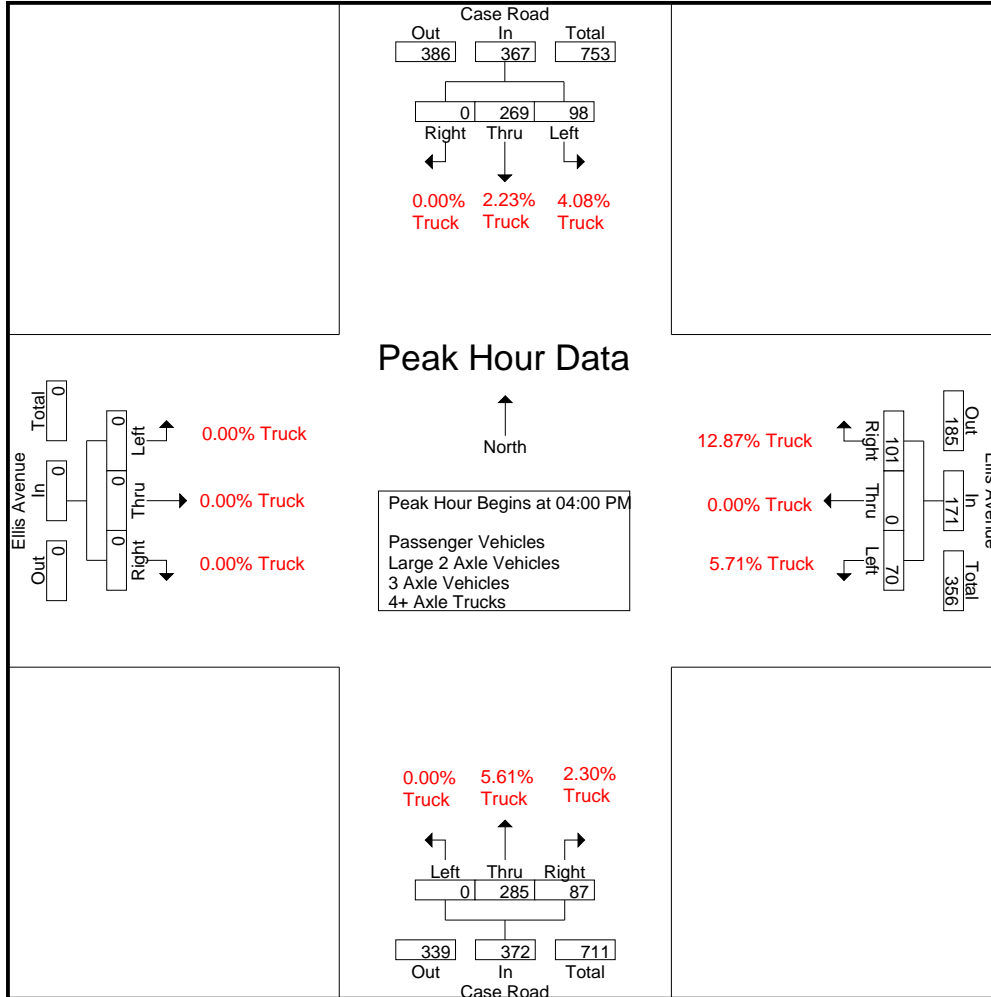 Case Road
Out In Total
386 367 753
0 269 98
Right Thru Left
0.00% 2.23% 4.08%
Truck Truck Truck
Peak Hour Data
North
Peak Hour Begins at 04:00 PM
Passenger Vehicles
Large 2 Axle Vehicles
3 Axle Vehicles
4+ Axle Trucks
Ellis Avenue
Out In Total
0 0 0
Right Thru Left
0 0 0
0.00% Truck
0.00% Truck
0.00% Truck
12.87% Truck
0.00% Truck
5.71% Truck
Right Thru Left
101 0 70
Out In Total
185 171 356
Ellis Avenue
0.00% 5.61% 2.30%
Truck Truck Truck
Left Thru Right
0 285 87
339 372 711
Out In Total
Case Road